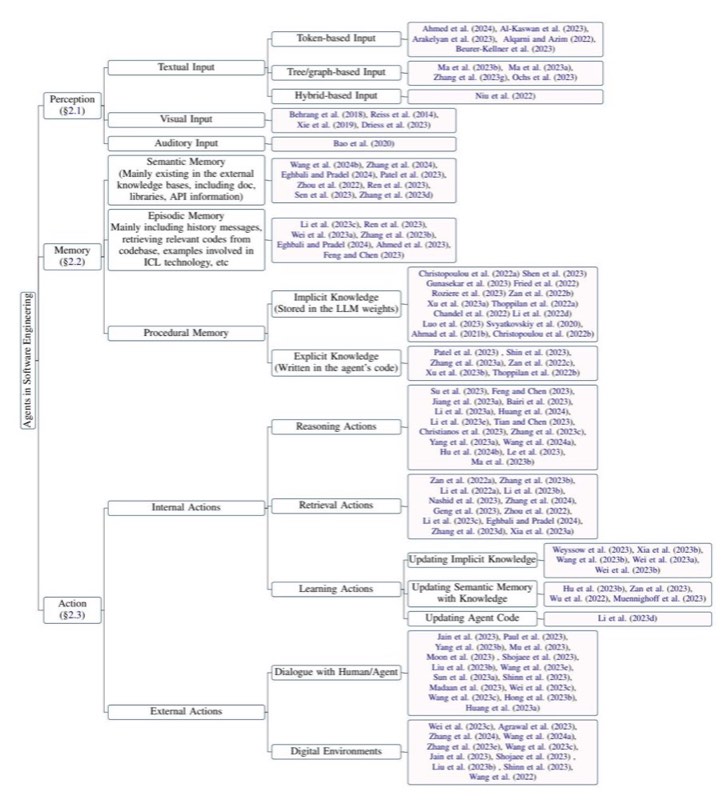 Agents in Software Engineering
Perception
(§2.1)
Textual Input
Token-based Input
Ahmed et al. (2024), Al-Kaswan et al. (2023),
Arakelyan et al. (2023), Alqarni and Azim (2022),
Beurer-Kellner et al. (2023)
Tree/graph-based Input
Ma et al. (2023b), Ma et al. (2023a),
Zhang et al. (2023g), Ochs et al. (2023)
Hybrid-based Input
Niu et al. (2022)
Visual Input
Behrang et al. (2018), Reiss et al. (2014),
Xie et al. (2019), Driess et al. (2023)
Auditory Input
Bao et al. (2020)
Memory
(§2.2)
Semantic Memory
(Mainly existing in the external
knowledge bases, including doc,
libraries, API information)
Wang et al. (2024b), Zhang et al. (2024),
Eghbali and Pradel (2024), Patel et al. (2023),
Zhou et al. (2022), Ren et al. (2023),
Sen et al. (2023), Zhang et al. (2023d)
Episodic Memory
Mainly including history messages,
retrieving relevant codes from
codebase, examples involved in
ICL technology, etc
Li et al. (2023c), Ren et al. (2023),
Wei et al. (2023a), Zhang et al. (2023b),
Eghbali and Pradel (2024), Ahmed et al. (2023),
Feng and Chen (2023)
Procedural Memory
Implicit Knowledge
(Stored in the LLM weights)
Christopoulou et al. (2022a) Shen et al. (2023)
Gunasekar et al. (2023) Fried et al. (2022)
Roziere et al. (2023) Zan et al. (2022b)
Xu et al. (2023a) Thoppilan et al. (2022a)
Chandel et al. (2022) Li et al. (2022d)
Luo et al. (2023) Svyatkovskiy et al. (2020),
Ahmad et al. (2021b), Christopoulou et al. (2022b)
Explicit Knowledge
(Written in the agent's code)
Patel et al. (2023) , Shin et al. (2023),
Zhang et al. (2023a), Zan et al. (2022c),
Xu et al. (2023b), Thoppilan et al. (2022b)
Action
(§2.3)
Internal Actions
Reasoning Actions
Su et al. (2023), Feng and Chen (2023),
Jiang et al. (2023a), Bairi et al. (2023),
Li et al. (2023a), Huang et al. (2024),
Li et al. (2023e), Tian and Chen (2023),
Christianos et al. (2023), Zhang et al. (2023c),
Yang et al. (2023a), Wang et al. (2024a),
Hu et al. (2024b), Le et al. (2023),
Ma et al. (2023b)
Retrieval Actions
Zan et al. (2022a), Zhang et al. (2023b),
Li et al. (2022a), Li et al. (2023b),
Nashid et al. (2023), Zhang et al. (2024),
Geng et al. (2023), Zhou et al. (2022),
Li et al. (2023c), Eghbali and Pradel (2024),
Zhang et al. (2023d), Xia et al. (2023a)
Learning Actions
Updating Implicit Knowledge
Weyssow et al. (2023), Xia et al. (2023b),
Wang et al. (2023b), Wei et al. (2023a),
Wei et al. (2023b)
Updating Semantic Memory
with Knowledge
Hu et al. (2023b), Zan et al. (2023),
Wu et al. (2022), Muennighoff et al. (2023)
Updating Agent Code
Li et al. (2023d)
External Actions
Dialogue with Human/Agent
Jain et al. (2023), Paul et al. (2023),
Yang et al. (2023b), Mu et al. (2023),
Moon et al. (2023) , Shojaee et al. (2023),
Liu et al. (2023b), Wang et al. (2023e),
Sun et al. (2023a), Shinn et al. (2023),
Madaan et al. (2023), Wei et al. (2023c),
Wang et al. (2023c), Hong et al. (2023b),
Huang et al. (2023a)
Digital Environments
Wei et al. (2023c), Agrawal et al. (2023),
Zhang et al. (2024), Wang et al. (2024a),
Zhang et al. (2023e), Wang et al. (2023c),
Jain et al. (2023), Shojaee et al. (2023) ,
Liu et al. (2023b) , Shinn et al. (2023),
Wang et al. (2022)